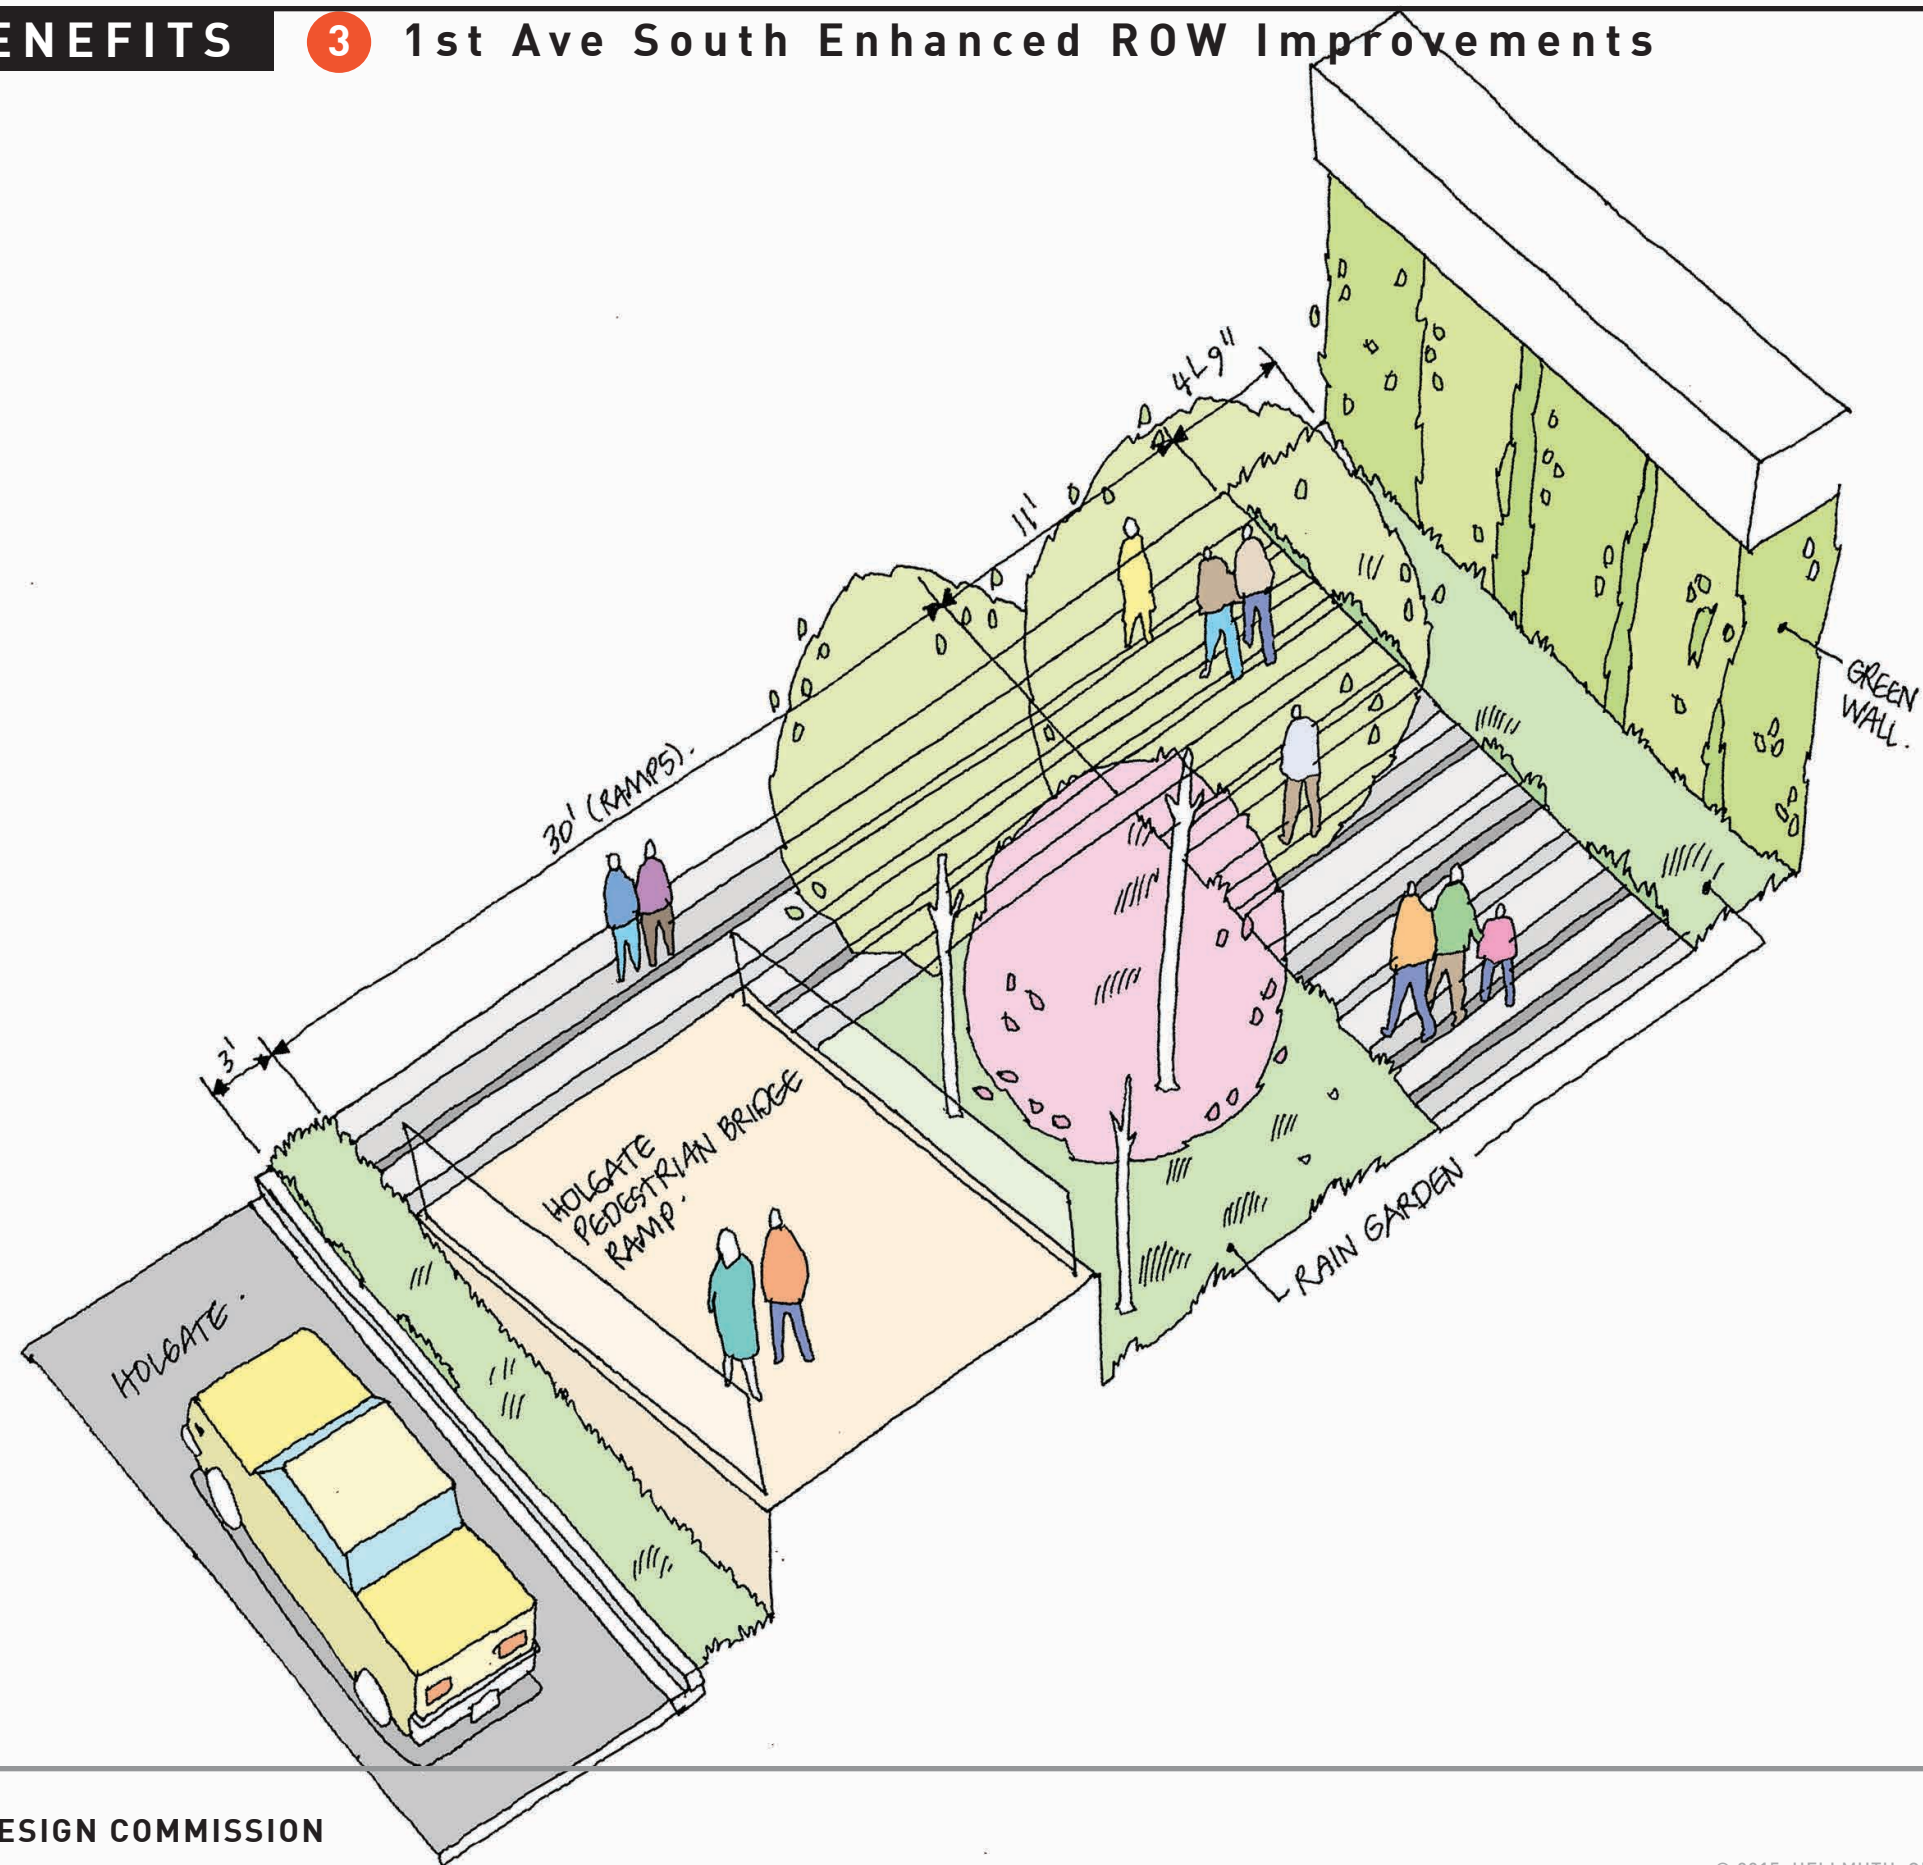 ENEFITS 3 1st Ave South Enhanced ROW Improvements
4'-9"
11'
30' (RAMPS).
3'
GREEN
WALL.
HOLGATE
PEDESTRIAN BRIDGE
RAMP.
RAIN GARDEN
HOLGATE.
ESIGN COMMISSION